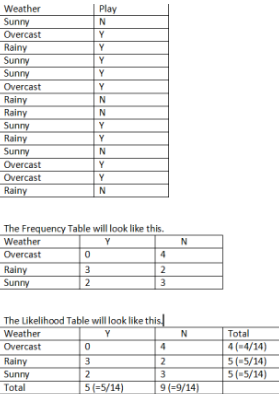 Weather Play
Sunny N
Overcast Y
Rainy Y
Sunny Y
Sunny Y
Overcast Y
Rainy N
Rainy N
Sunny Y
Rainy Y
Sunny N
Overcast Y
Overcast Y
Rainy N
The Frequency Table will look like this.
Weather Y N
Overcast 0 4
Rainy 3 2
Sunny 2 3
The Likelihood Table will look like this.
Weather Y N Total
Overcast 0 4 4 (=4/14)
Rainy 3 2 5 (=5/14)
Sunny 2 3 5 (=5/14)
Total 5 (=5/14) 9 (=9/14)